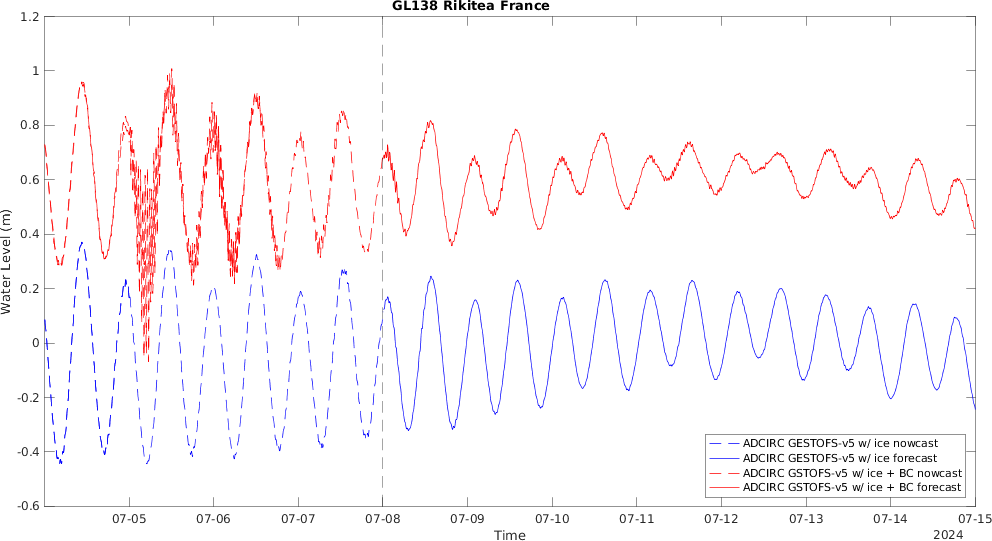 GL138 Rikitea France
1.2
1
0.8
0.6
0.4
0.2
0
-0.2
-0.4
-0.6
Water Level (m)
ADCIRC GESTOFS-v5 w/ ice nowcast
ADCIRC GESTOFS-v5 w/ ice forecast
ADCIRC GSTOFS-v5 w/ ice + BC nowcast
ADCIRC GSTOFS-v5 w/ ice + BC forecast
07-05 07-06 07-07 07-08 07-09 07-10 07-11 07-12 07-13 07-14 07-15
Time
2024